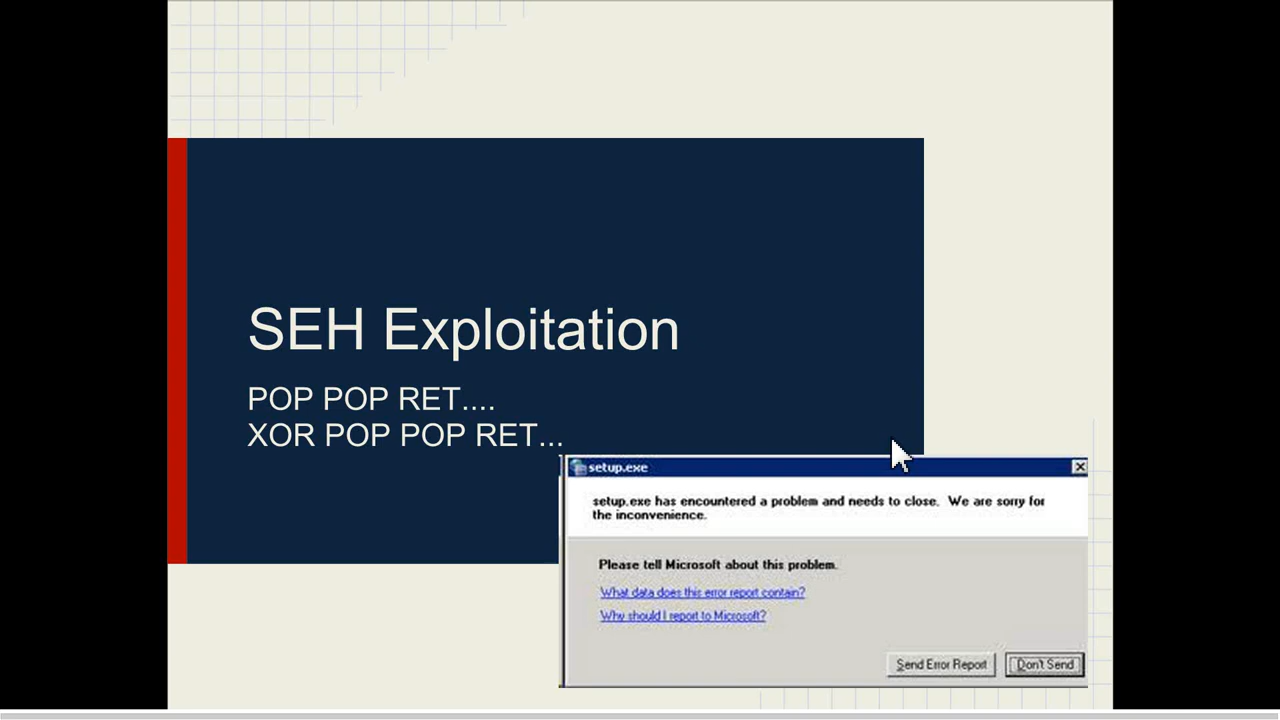 SEH Exploitation
POP POP RET....
XOR POP POP RET...
setup.exe
setup.exe has encountered a problem and needs to close. We are sorry for
the inconvenience.
Please tell Microsoft about this problem.
What data does this error report contain?
Why should I report to Microsoft?
Send Error Report
Don't Send